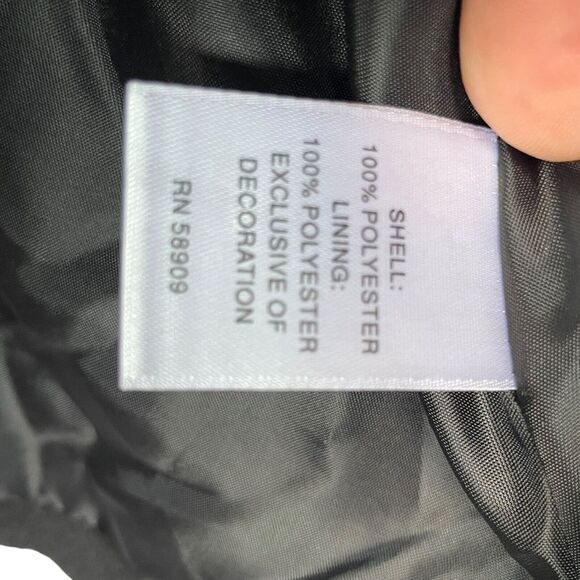 SHELL:
100% POLYESTER
LINING:
100% POLYESTER
EXCLUSIVE OF
DECORATION
RN 58909